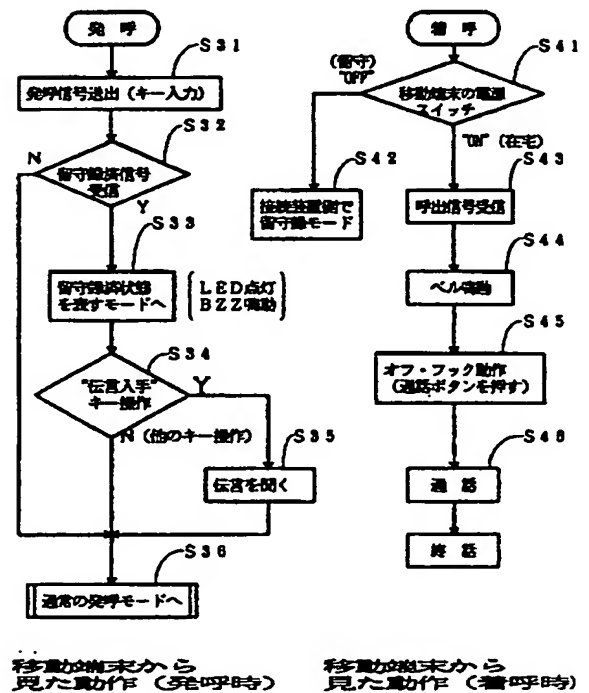 発呼
S31
発呼信号送出（キー入力）
S32
N
留守録済信号
受信
Y
S33
留守録済状態
を表すモードへ
LED点灯
BZZ鳴動
S34
"伝言入手"
キー操作
Y
N（他のキー操作）
S35
伝言を聞く
S36
通常の発呼モードへ
移動端末から
見た動作（発呼時）
着呼
S41
(留守)
"OFF"
移動端末の電源
スイッチ
"ON"（在宅）
S42
接続装置側で
留守録モード
S43
呼出信号受信
S44
ベル鳴動
S45
オフ・フック動作
（通話ボタンを押す）
S46
通話
終話
移動端末から
見た動作（着呼時）